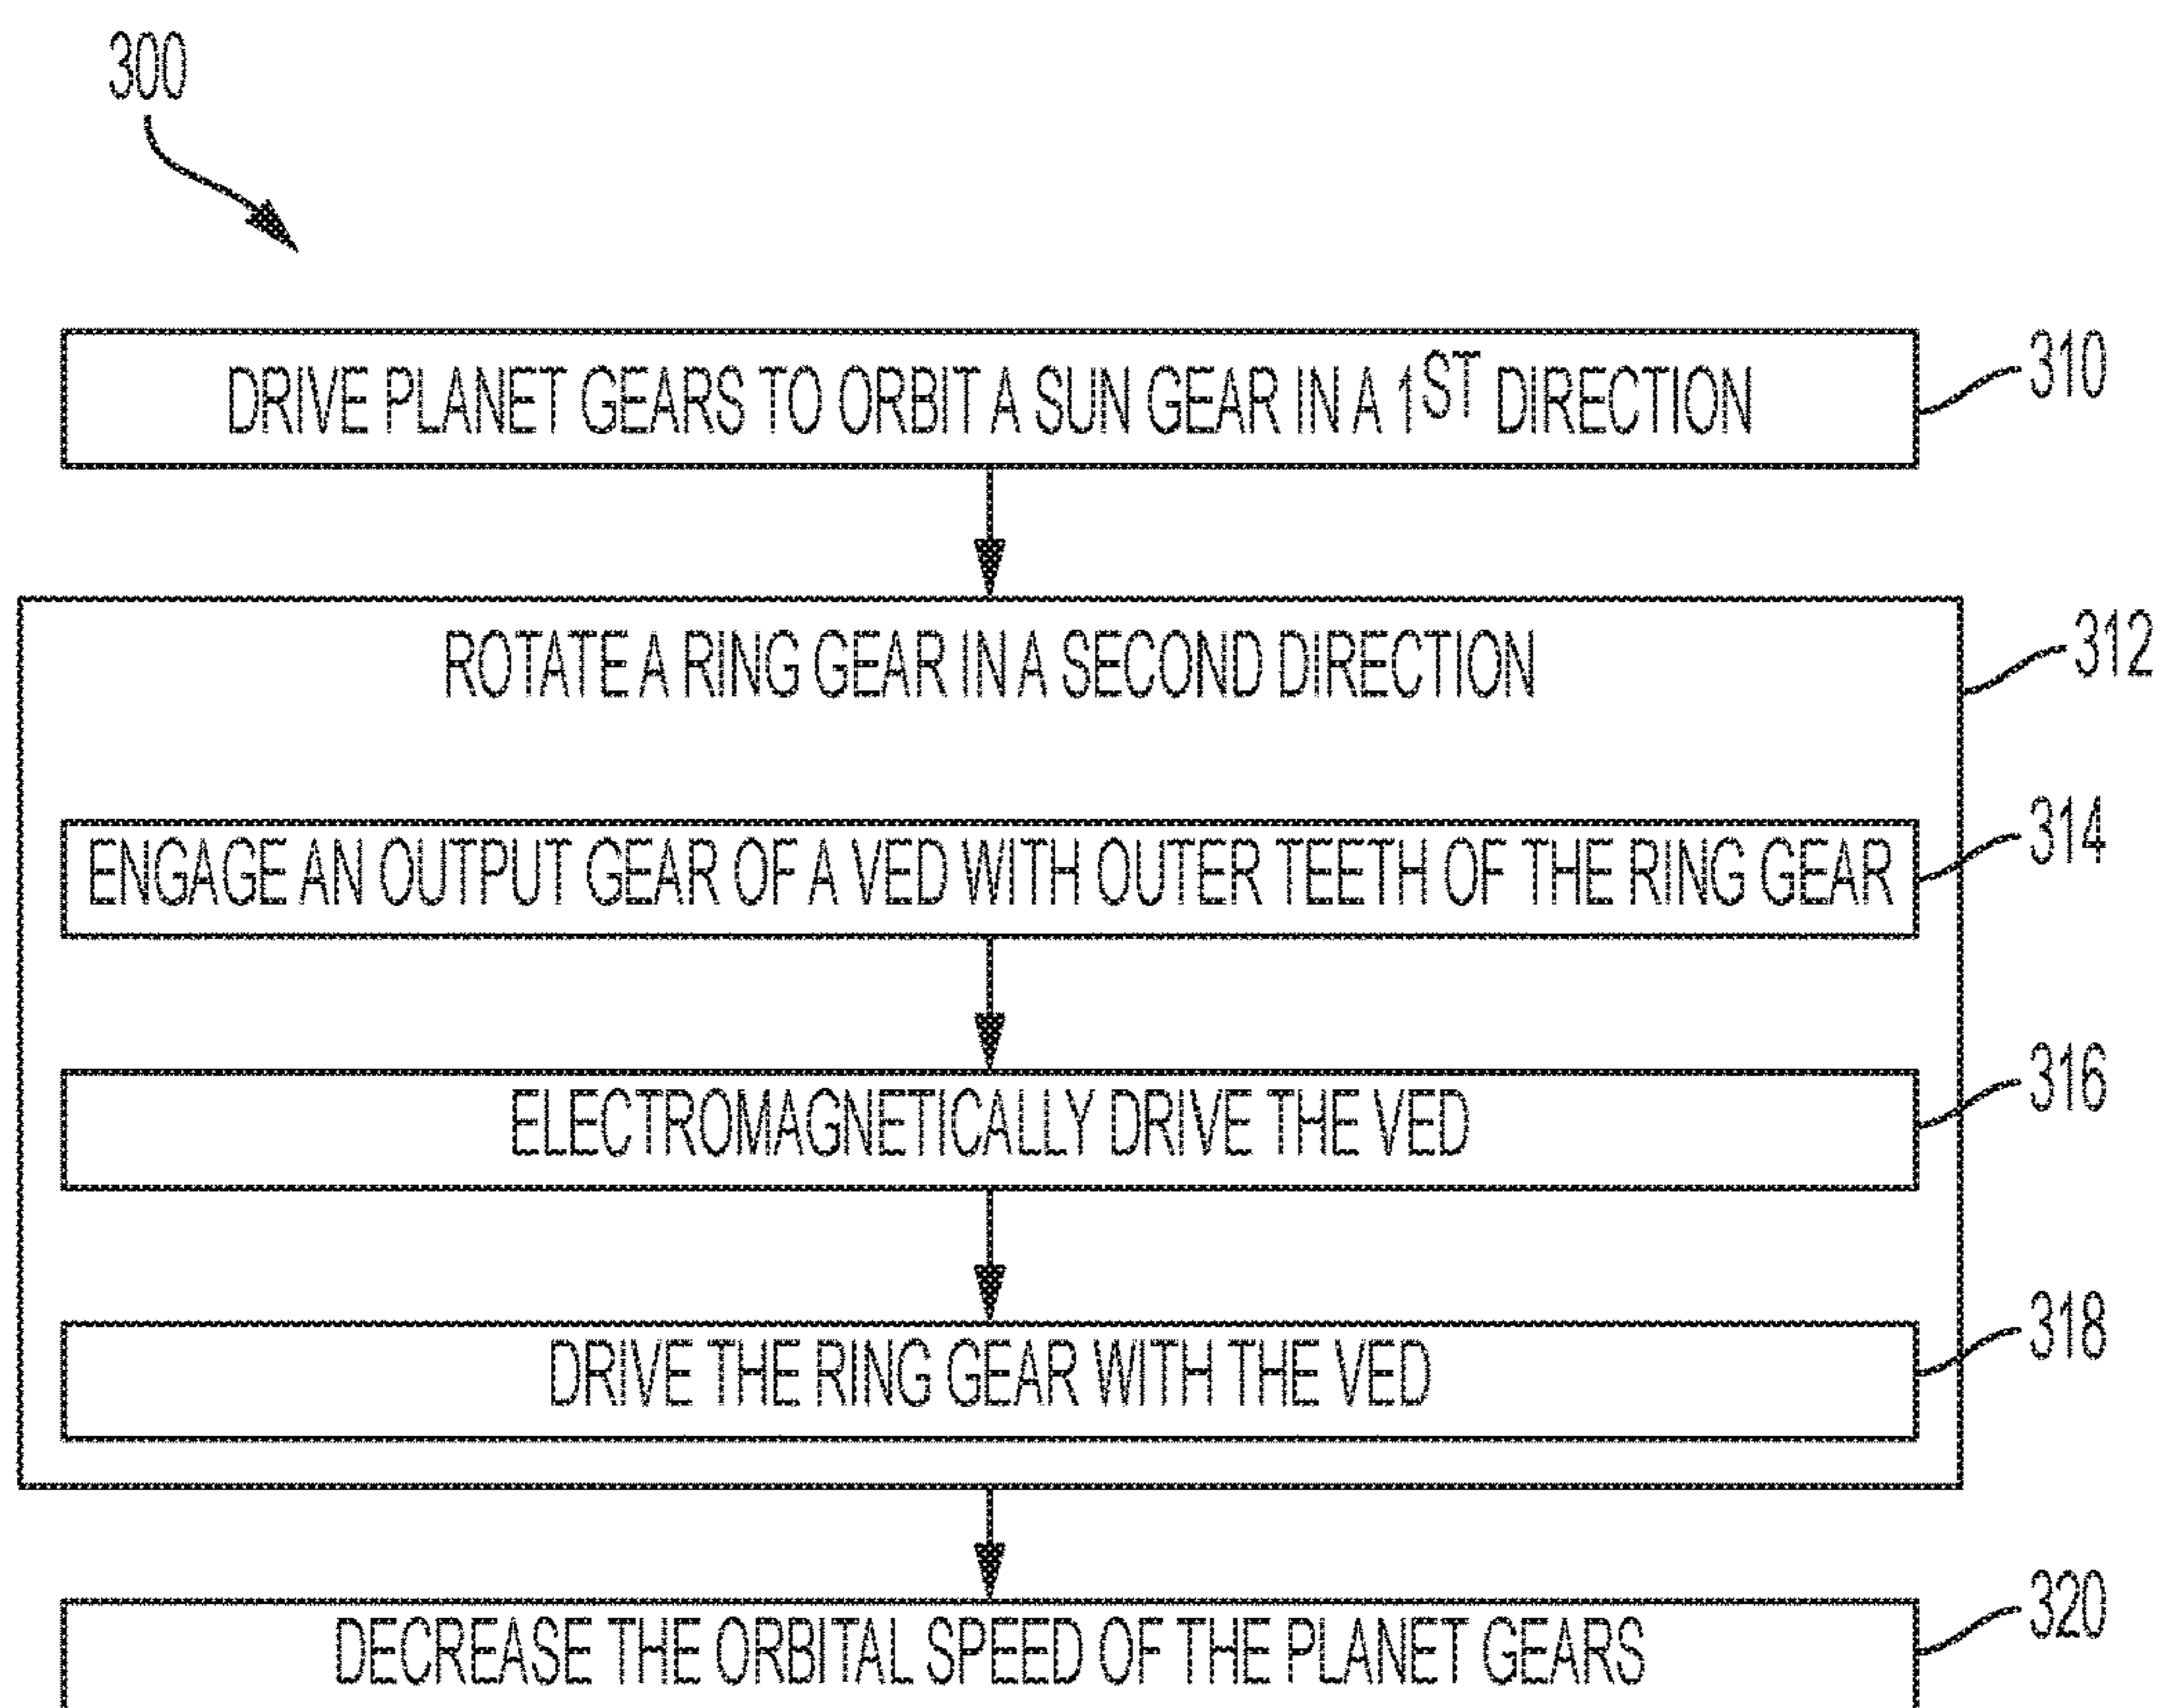 300
DRIVE PLANET GEARS TO ORBIT A SUN GEAR IN A 1ST DIRECTION
310
ROTATE A RING GEAR IN A SECOND DIRECTION
312
ENGAGE AN OUTPUT GEAR OF A VED WITH OUTER TEETH OF THE RING GEAR
314
ELECTROMAGNETICALLY DRIVE THE VED
316
DRIVE THE RING GEAR WITH THE VED
318
DECREASE THE ORBITAL SPEED OF THE PLANET GEARS
320